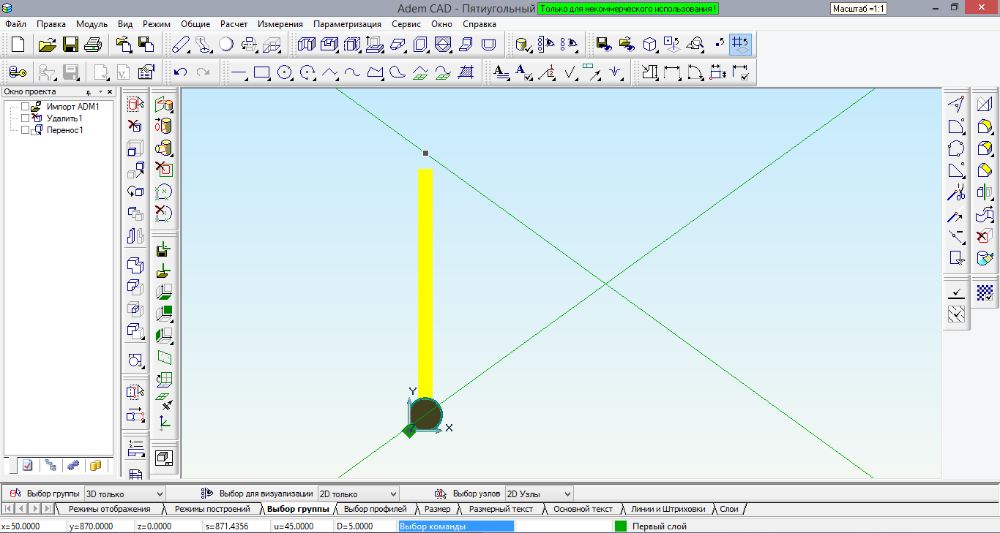 Adem CAD - Пятиугольный
Только для некоммерческого использования !
Масштаб =1:1
Файл Правка Модуль Вид Режим Общие Расчет Измерения Параметризация Сервис Окно Справка
Окно проекта
Импорт ADM1
Удалить1
Перенос1
Y
Z
X
Выбор группы 3D только Выбор для визуализации 2D только Выбор узлов 2D Узлы
Режимы отображения Режимы построений Выбор группы Выбор профилей Размер Размерный текст Основной текст Линии и Штриховки Слои
x=50.0000 y=870.0000 z=0.0000 s=871.4356 u=45.0000 D=5.0000 Выбор команды Первый слой